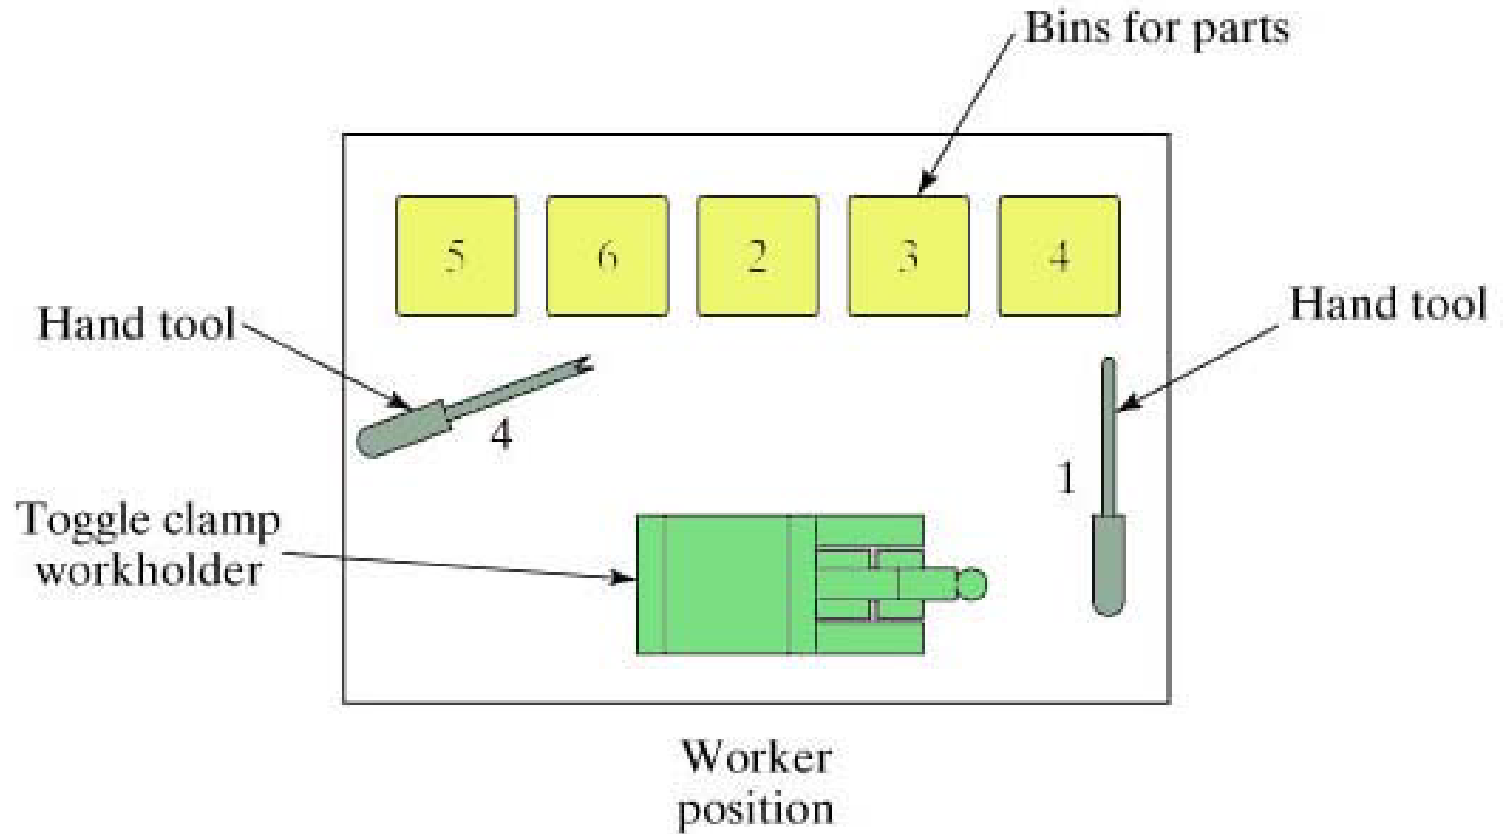 Bins for parts
5 6 2 3 4
Hand tool
Hand tool
4
1
Toggle clamp
workholder
Worker
position